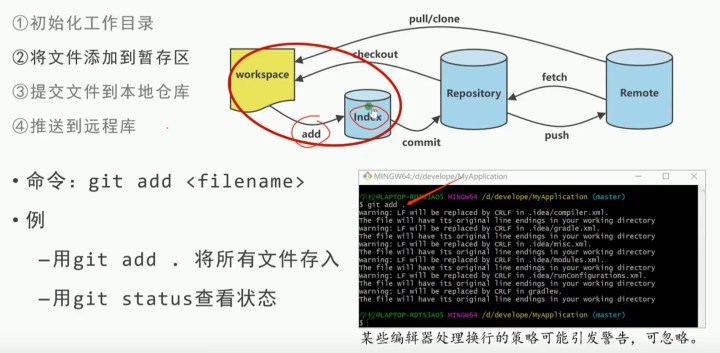 ①初始化工作目录
②将文件添加到暂存区
③提交文件到本地仓库
④推送到远程库
pull/clone
checkout
workspace
Index
Repository
Remote
fetch
add
commit
push
• 命令：git add <filename>
• 例
–用git add . 将所有文件存入
–用git status查看状态
MINGW64:/d/develope/MyApplication
@LAPTOP-RDTS3AO5 MINGW64 /d/develope/MyApplication (master)
$ git add .
warning: LF will be replaced by CRLF in .idea/compiler.xml.
The file will have its original line endings in your working directory
warning: LF will be replaced by CRLF in .idea/gradle.xml.
The file will have its original line endings in your working directory
warning: LF will be replaced by CRLF in .idea/misc.xml.
The file will have its original line endings in your working directory
warning: LF will be replaced by CRLF in .idea/modules.xml.
The file will have its original line endings in your working directory
warning: LF will be replaced by CRLF in .idea/runConfigurations.xml.
The file will have its original line endings in your working directory
warning: LF will be replaced by CRLF in gradlew.
The file will have its original line endings in your working directory
@LAPTOP-RDTS3AO5 MINGW64 /d/develope/MyApplication (master)
$
某些编辑器处理换行的策略可能引发警告，可忽略。